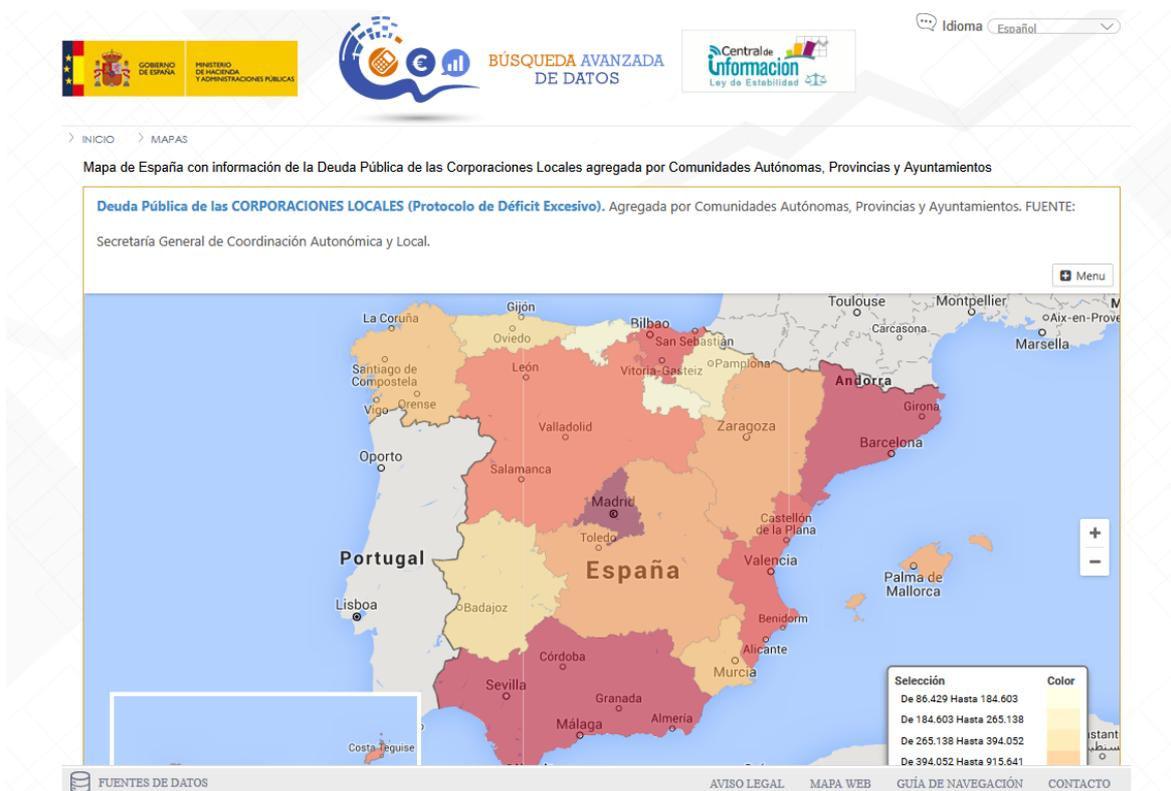 Idioma Español
GOBIERNO
DE ESPAÑA
MINISTERIO
DE HACIENDA
Y ADMINISTRACIONES PÚBLICAS
BÚSQUEDA AVANZADA
DE DATOS
Central de
información
Ley de Estabilidad
INICIO
MAPAS
Mapa de España con información de la Deuda Pública de las Corporaciones Locales agregada por Comunidades Autónomas, Provincias y Ayuntamientos
Deuda Pública de las CORPORACIONES LOCALES (Protocolo de Déficit Excesivo). Agregada por Comunidades Autónomas, Provincias y Ayuntamientos. FUENTE:
Secretaría General de Coordinación Autonómica y Local.
Menu
Toulouse
Montpellier
Gijón
La Coruña
Bilbao
Aix-en-Prove
Carcasona
Oviedo
San Sebastián
Marsella
Pamplona
León
Santiago de
Compostela
Vitoria-Gasteiz
Andorra
Vigo
Orense
Girona
Valladolid
Zaragoza
Barcelona
Oporto
Salamanca
Madrid
Castellón
de la Plana
Toledo
Portugal
España
Valencia
Palma de
Mallorca
Lisboa
Badajoz
Benidorm
Alicante
Córdoba
Murcia
Sevilla
Granada
Málaga
Almería
Costa Teguise
Selección Color
De 86.429 Hasta 184.603
De 184.603 Hasta 265.138
De 265.138 Hasta 394.052
De 394.052 Hasta 915.641
FUENTES DE DATOS
AVISO LEGAL
MAPA WEB
GUÍA DE NAVEGACIÓN
CONTACTO